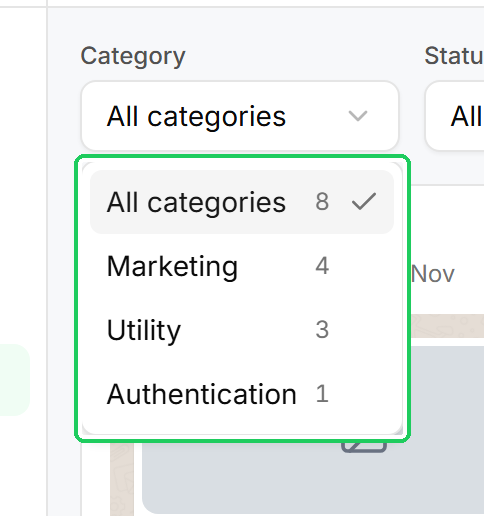 Category
Statu
All categories
All
All categories 8
Marketing 4
Nov
Utility 3
Authentication 1